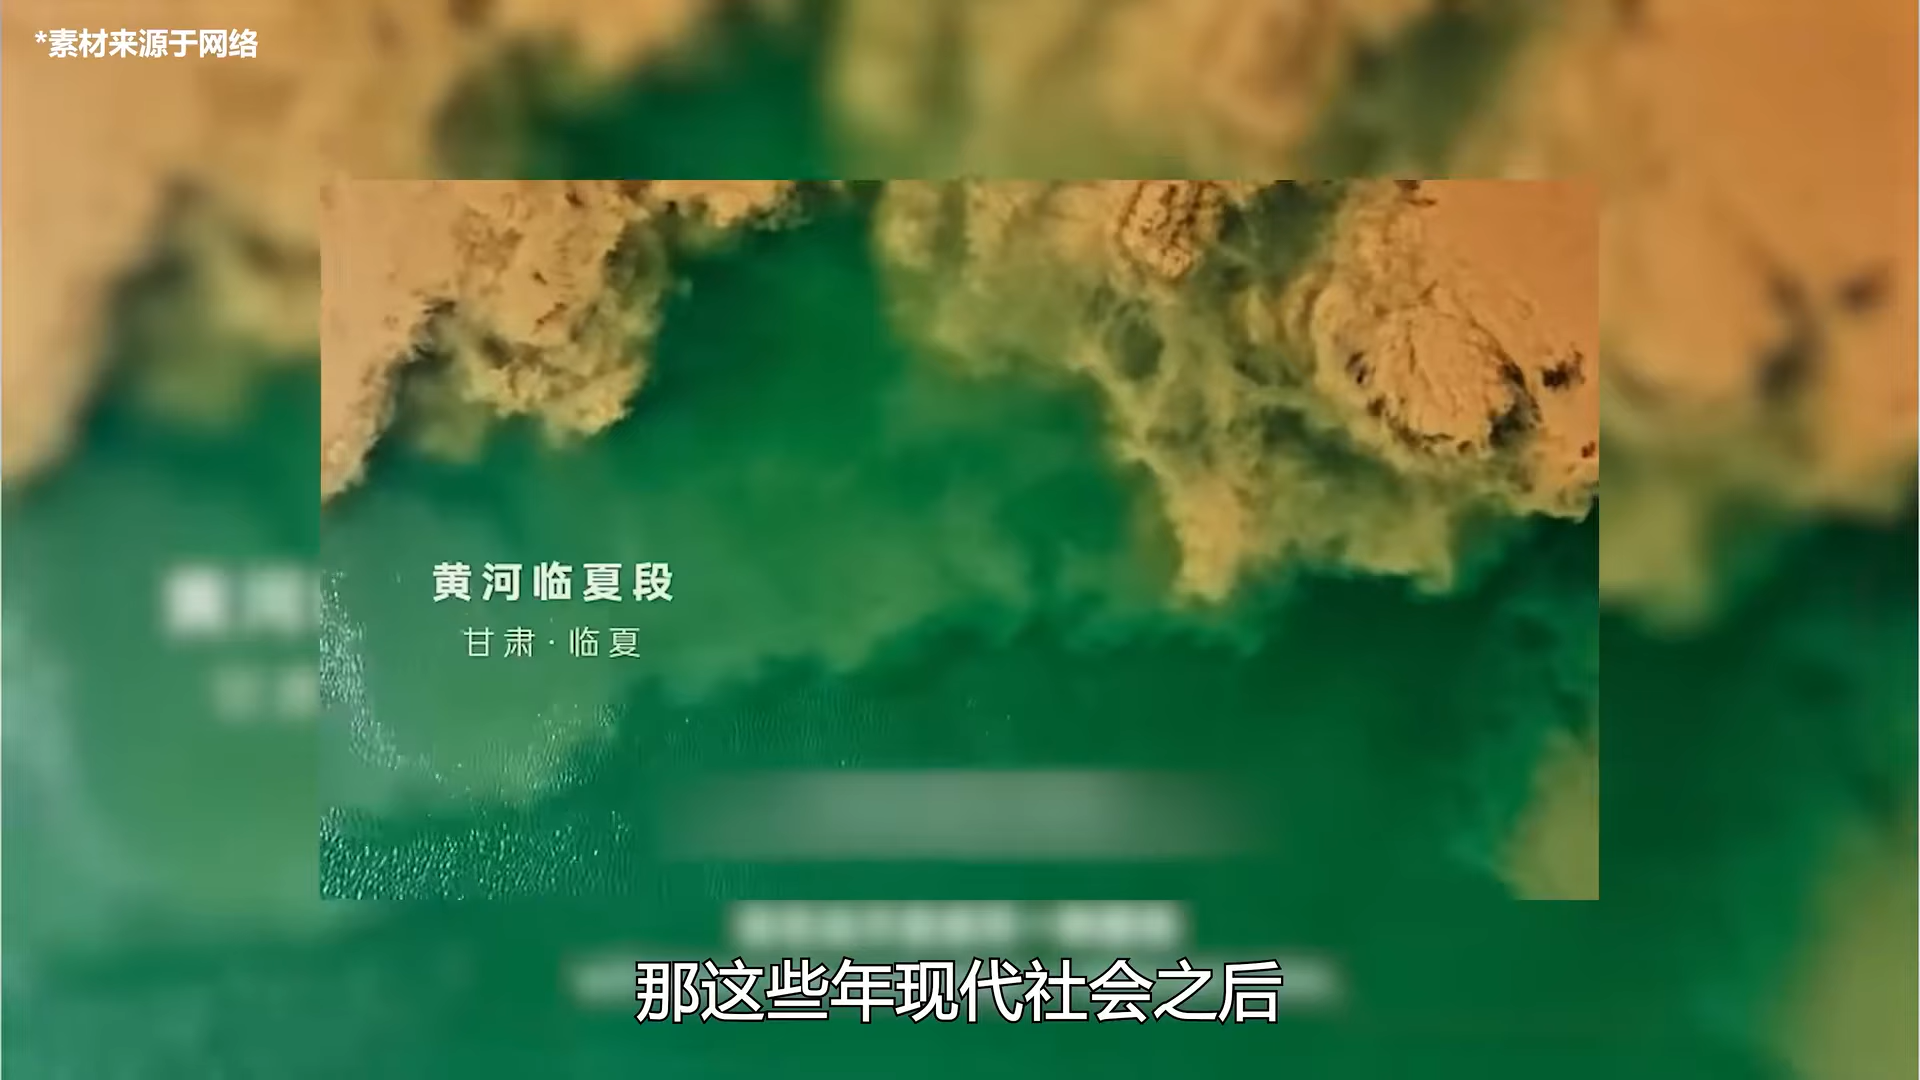 *素材来源于网络
黄河临夏段
甘肃·临夏
那这些年现代社会之后